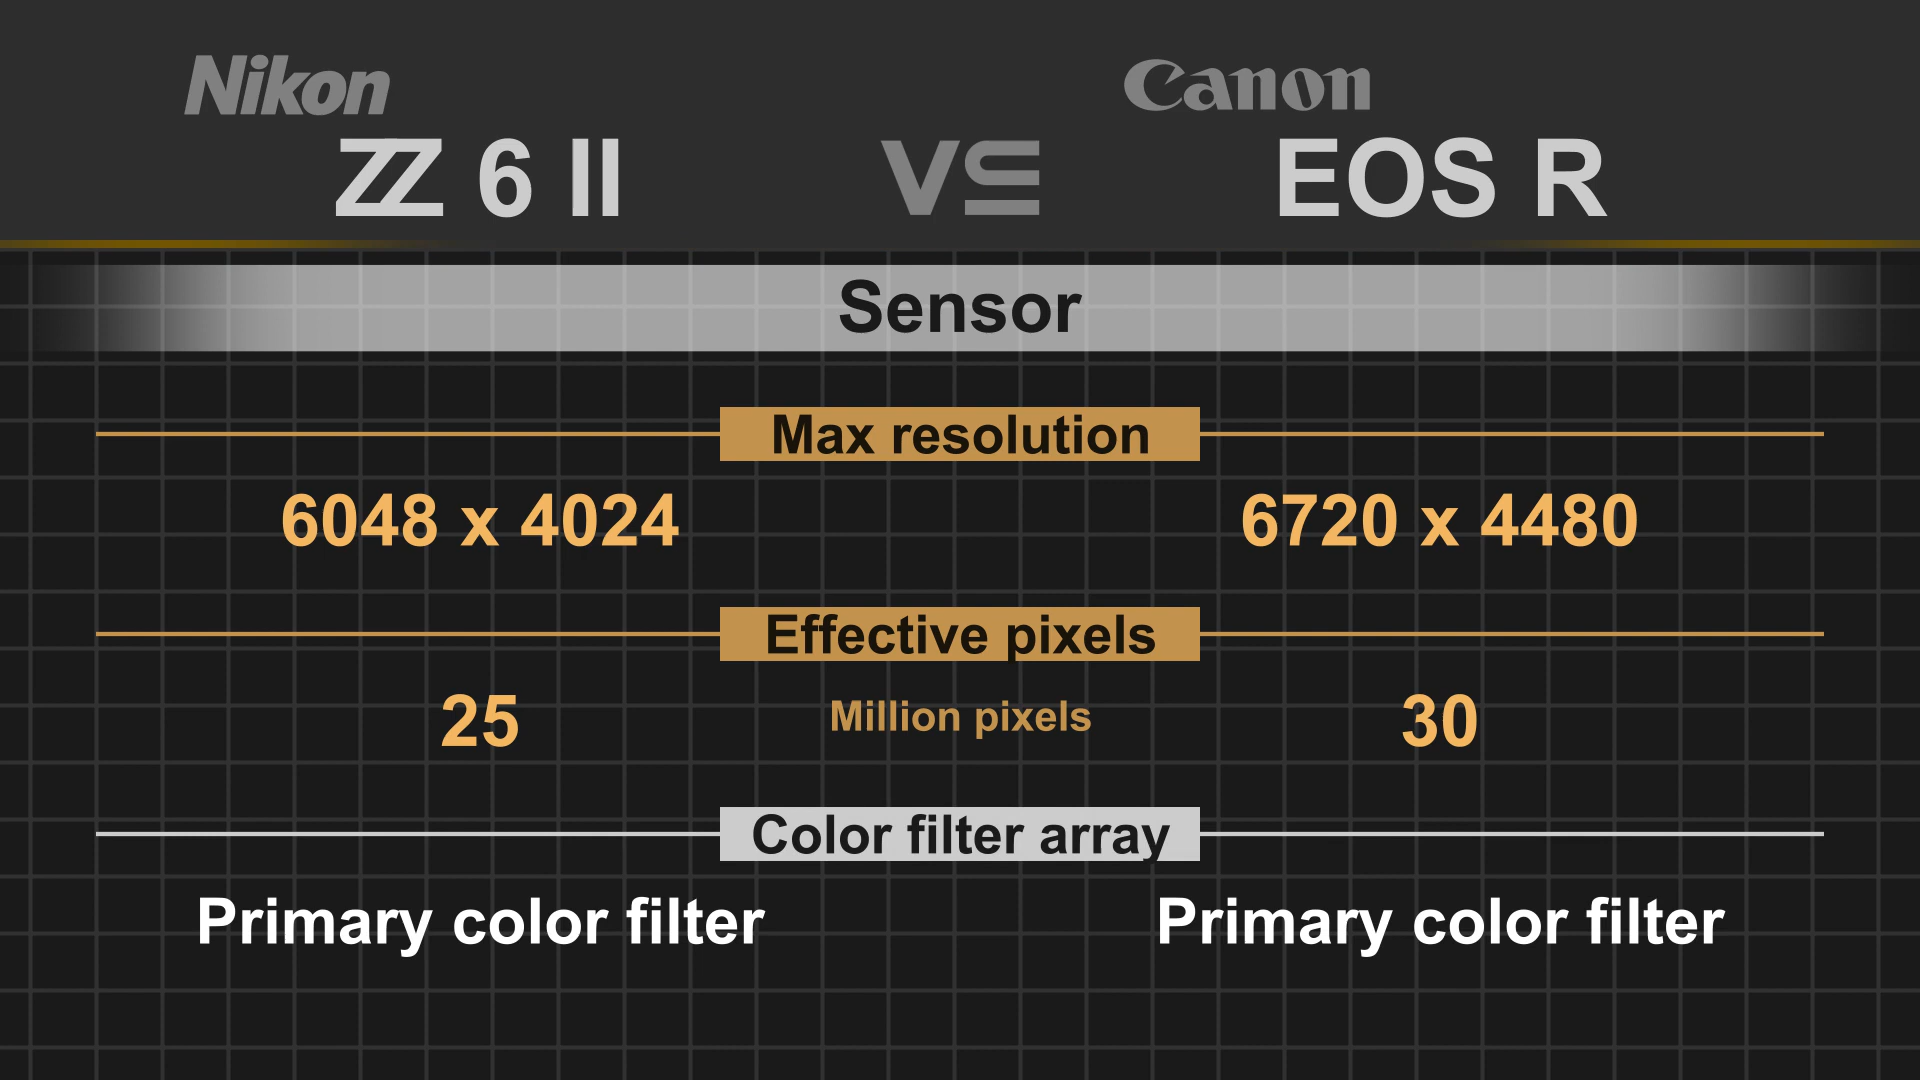 Nikon
Canon
ZZ 6 II
VS
EOS R
Sensor
Max resolution
6048 x 4024
6720 x 4480
Effective pixels
25
Million pixels
30
Color filter array
Primary color filter
Primary color filter